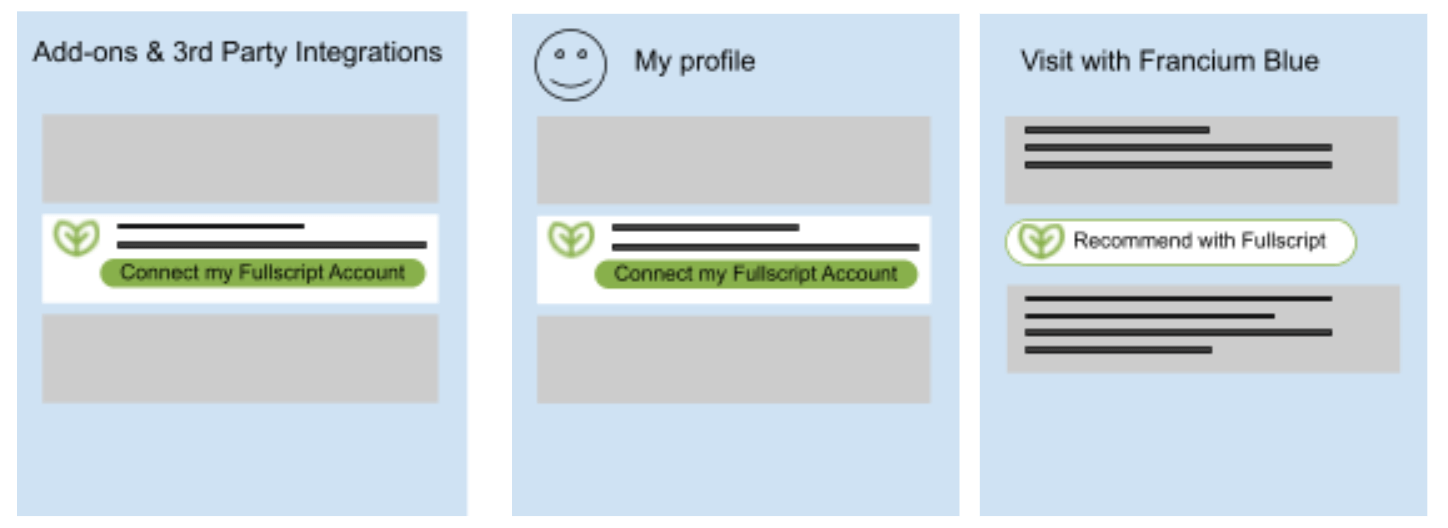 Add-ons & 3rd Party Integrations
Connect my Fullscript Account
My profile
Connect my Fullscript Account
Visit with Francium Blue
Recommend with Fullscript